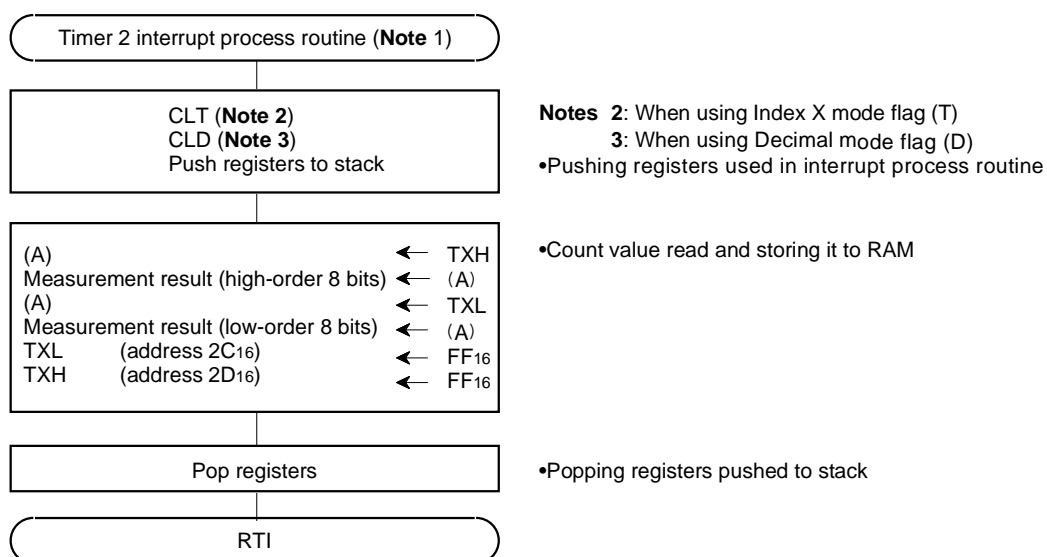 Timer 2 interrupt process routine (Note 1)
CLT (Note 2)
CLD (Note 3)
Push registers to stack
Notes 2: When using Index X mode flag (T)
3: When using Decimal mode flag (D)
•Pushing registers used in interrupt process routine
(A) ← TXH
Measurement result (high-order 8 bits) ← (A)
(A) ← TXL
Measurement result (low-order 8 bits) ← (A)
TXL (address 2C16) ← FF16
TXH (address 2D16) ← FF16
•Count value read and storing it to RAM
Pop registers
•Popping registers pushed to stack
RTI